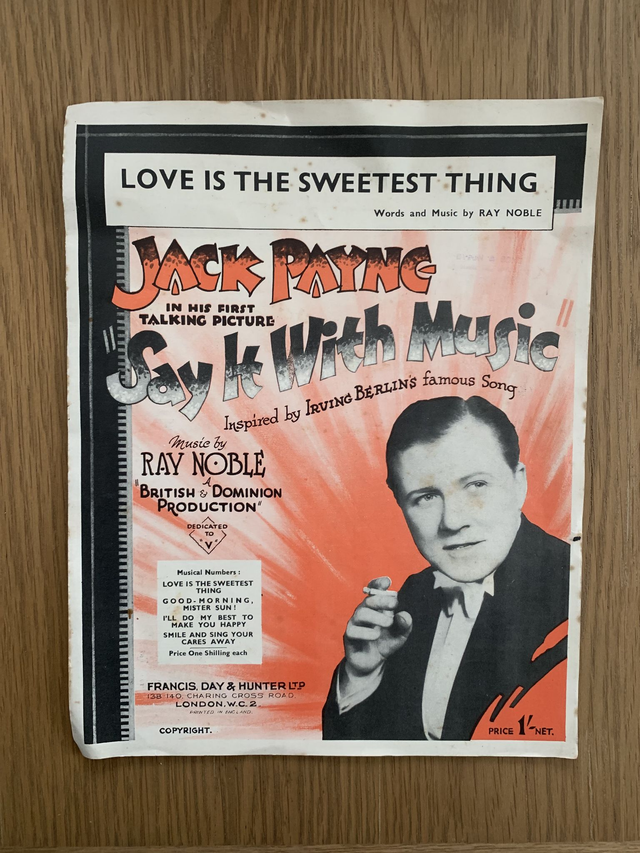 LOVE IS THE SWEETEST THING
Words and Music by RAY NOBLE
JACK PAYNE
IN HIS FIRST
TALKING PICTURE
"Say It With Music"
Inspired by IRVING BERLIN'S famous Song
Music by
RAY NOBLE
A
"BRITISH & DOMINION
PRODUCTION"
DEDICATED
TO
"V"
Musical Numbers:
LOVE IS THE SWEETEST
THING
GOOD-MORNING,
MISTER SUN!
I'LL DO MY BEST TO
MAKE YOU HAPPY
SMILE AND SING YOUR
CARES AWAY
Price One Shilling each
FRANCIS, DAY & HUNTER LTD
138-140, CHARING CROSS ROAD,
LONDON, W.C.2.
PRINTED IN ENGLAND
COPYRIGHT.
PRICE 1/- NET.